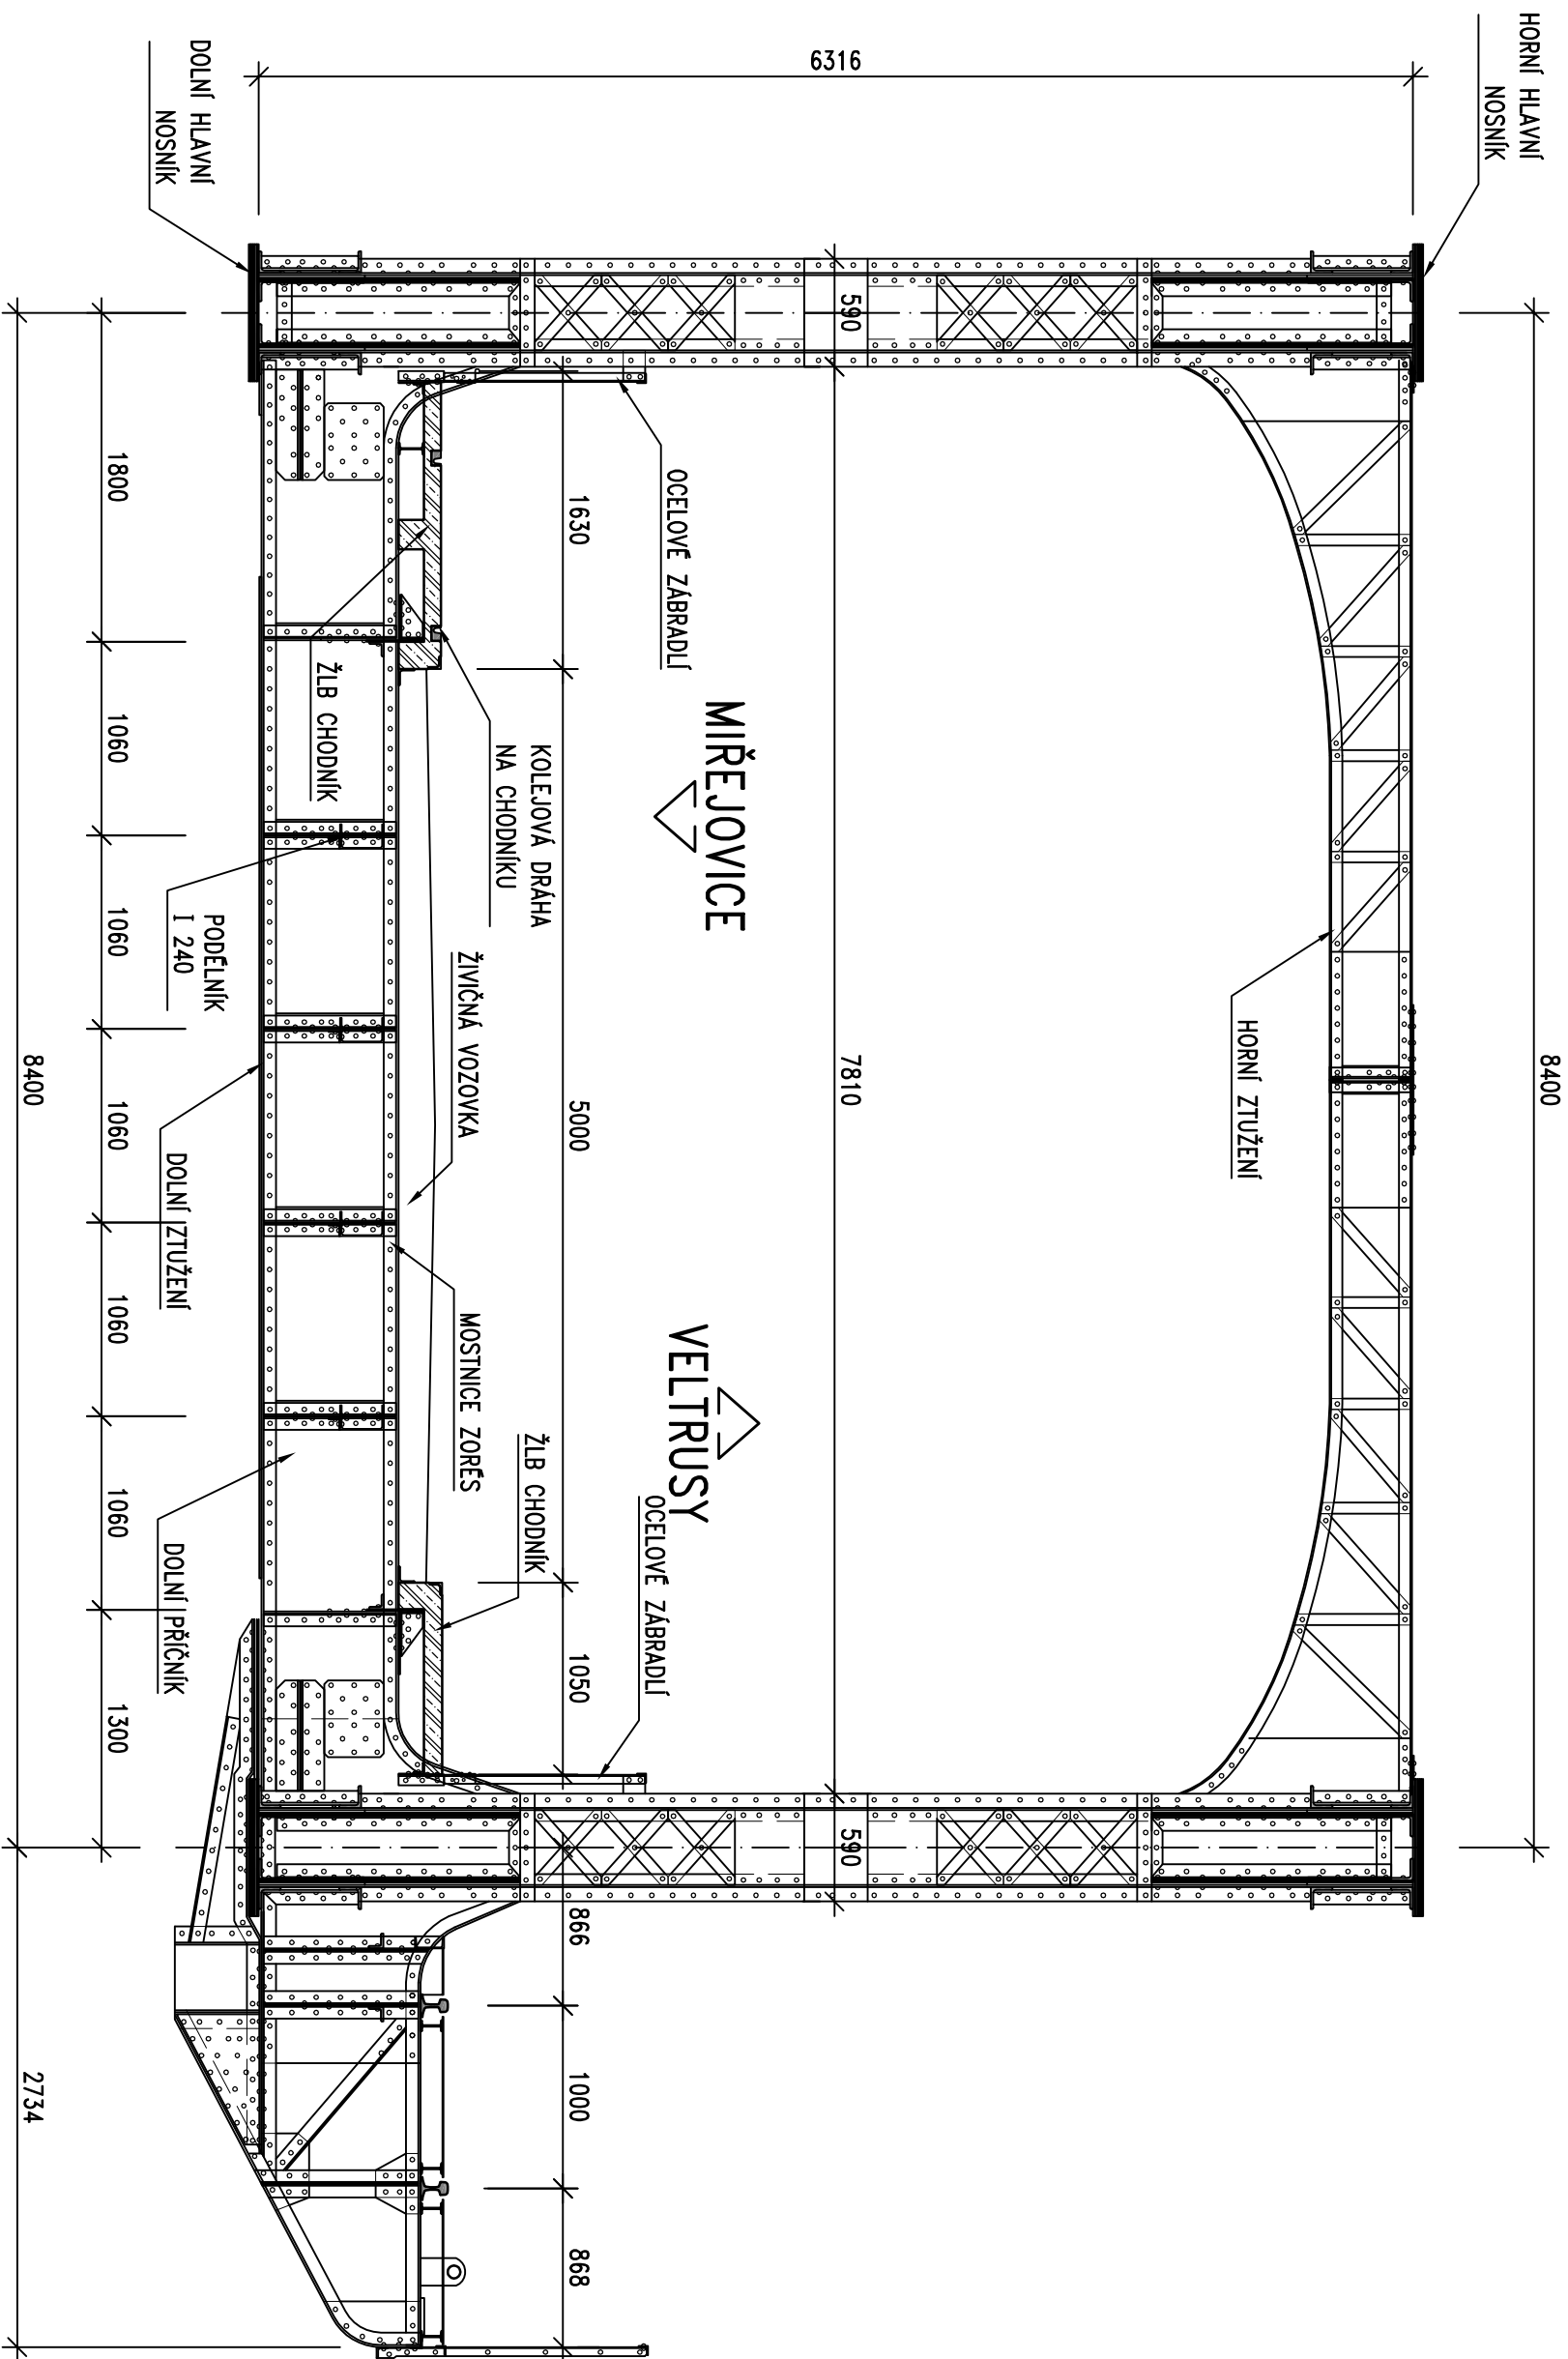 8400
HORNÍ HLAVNÍ
NOSNÍK
HORNÍ ZTUŽENÍ
6316
590
7810
590
MIŘEJOVICE
VELTRUSY
OCELOVÉ ZÁBRADLÍ
OCELOVÉ ZÁBRADLÍ
1630
5000
1050
866
1000
868
KOLEJOVÁ DRÁHA
NA CHODNÍKU
ŽLB CHODNÍK
ŽIVIČNÁ VOZOVKA
MOSTNICE ZORÉS
ŽLB CHODNÍK
DOLNÍ HLAVNÍ
NOSNÍK
PODÉLNÍK
I 240
DOLNÍ ZTUŽENÍ
DOLNÍ PŘÍČNÍK
1800
1060
1060
1060
1060
1060
1300
8400
2734